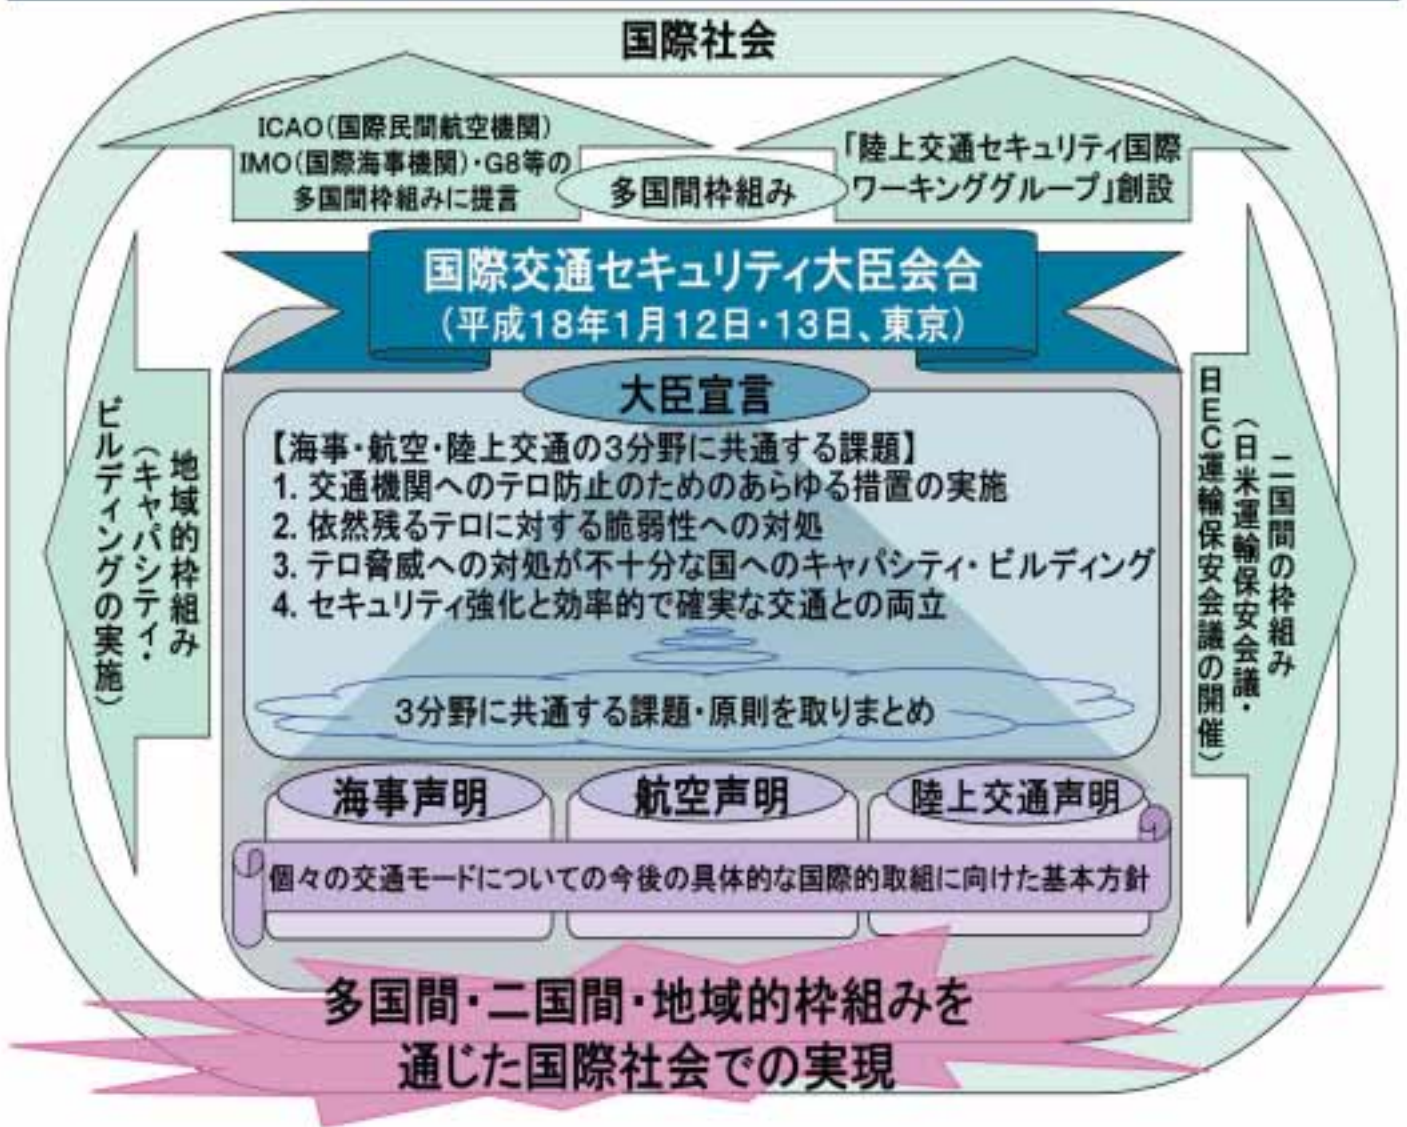 国際社会
ICAO(国際民間航空機関)
IMO(国際海事機関)・G8等の
多国間枠組みに提言
多国間枠組み
「陸上交通セキュリティ国際
ワーキンググループ」創設
国際交通セキュリティ大臣会合
(平成18年1月12日・13日、東京)
地域的枠組み
(キャパシティ・
ビルディングの実施)
大臣宣言
【海事・航空・陸上交通の3分野に共通する課題】
1. 交通機関へのテロ防止のためのあらゆる措置の実施
2. 依然残るテロに対する脆弱性への対処
3. テロ脅威への対処が不十分な国へのキャパシティ・ビルディング
4. セキュリティ強化と効率的で確実な交通との両立
3分野に共通する課題・原則を取りまとめ
二国間の枠組み
(日米運輸保安会議・
日EC運輸保安会議の開催)
海事声明
航空声明
陸上交通声明
個々の交通モードについての今後の具体的な国際的取組に向けた基本方針
多国間・二国間・地域的枠組みを
通じた国際社会での実現